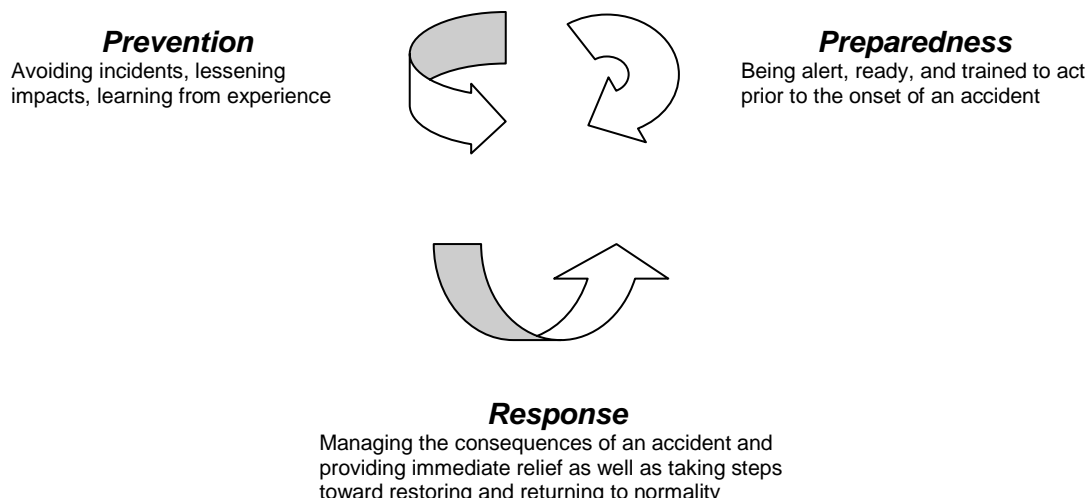 Prevention
Avoiding incidents, lessening
impacts, learning from experience
Preparedness
Being alert, ready, and trained to act
prior to the onset of an accident
Response
Managing the consequences of an accident and
providing immediate relief as well as taking steps
toward restoring and returning to normality